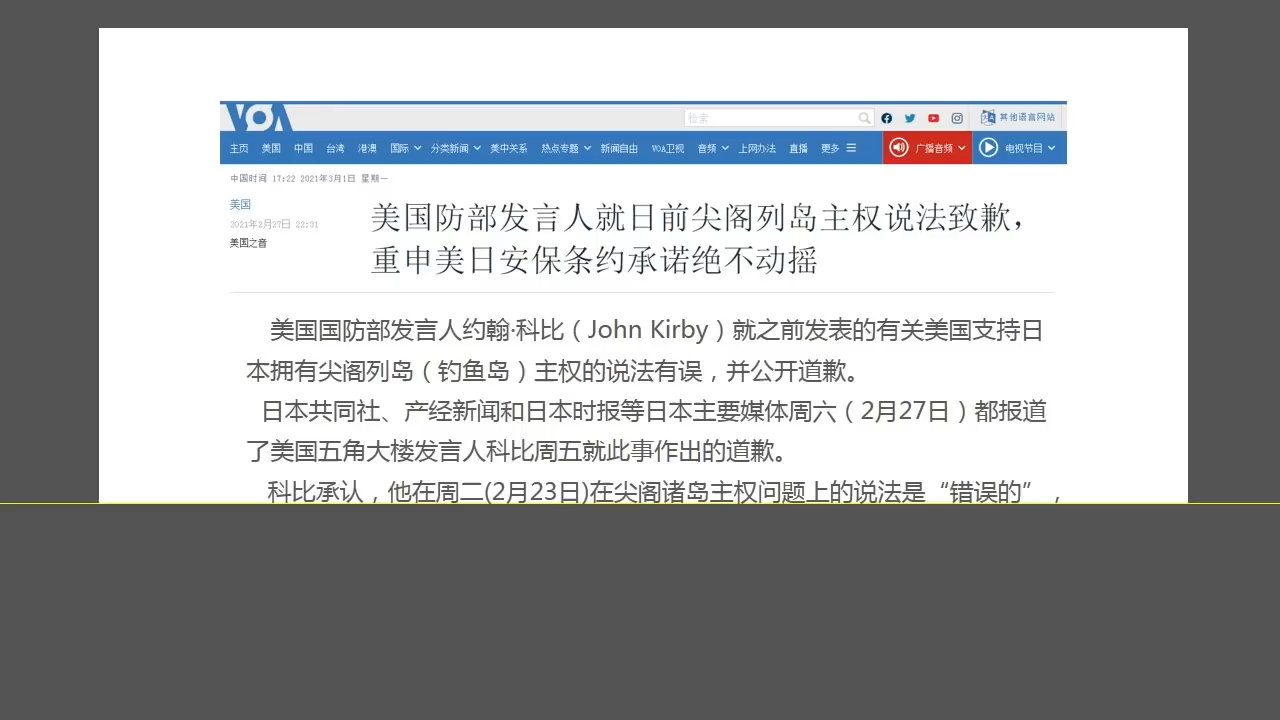 VOA
检索
其他语言网站
主页 美国 中国 台湾 港澳 国际 分类新闻 美中关系 热点专题 新闻自由 VOA卫视 音频 上网办法 直播 更多 广播音频 电视节目
中国时间 17:22 2021年3月1日 星期一
美国
2021年2月27日 22:31
美国之音
美国防部发言人就日前尖阁列岛主权说法致歉，
重申美日安保条约承诺绝不动摇
美国国防部发言人约翰·科比（John Kirby）就之前发表的有关美国支持日
本拥有尖阁列岛（钓鱼岛）主权的说法有误，并公开道歉。
日本共同社、产经新闻和日本时报等日本主要媒体周六（2月27日）都报道
了美国五角大楼发言人科比周五就此事作出的道歉。
科比承认，他在周二(2月23日)在尖阁诸岛主权问题上的说法是“错误的”，